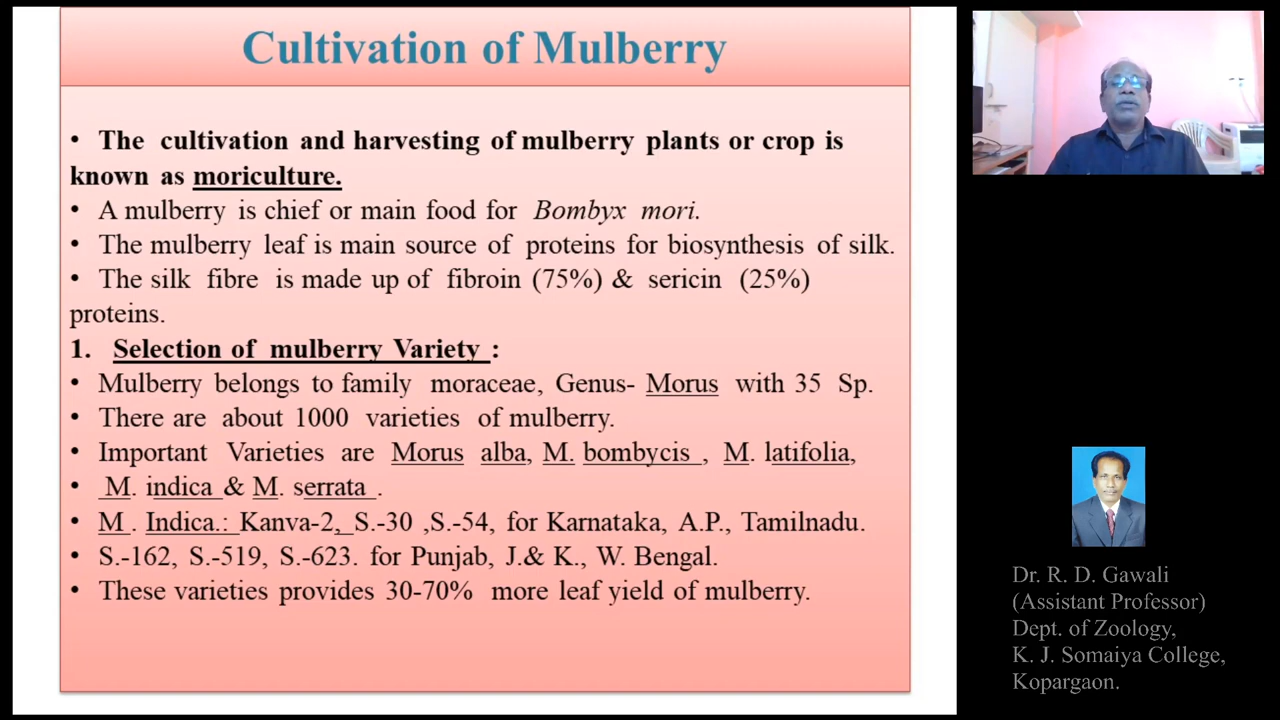 Cultivation of Mulberry
• The cultivation and harvesting of mulberry plants or crop is
known as moriculture.
• A mulberry is chief or main food for Bombyx mori.
• The mulberry leaf is main source of proteins for biosynthesis of silk.
• The silk fibre is made up of fibroin (75%) & sericin (25%)
proteins.
1. Selection of mulberry Variety :
• Mulberry belongs to family moraceae, Genus- Morus with 35 Sp.
• There are about 1000 varieties of mulberry.
• Important Varieties are Morus alba, M. bombycis , M. latifolia,
• M. indica & M. serrata .
• M . Indica.: Kanva-2, S.-30 ,S.-54, for Karnataka, A.P., Tamilnadu.
• S.-162, S.-519, S.-623. for Punjab, J.& K., W. Bengal.
• These varieties provides 30-70% more leaf yield of mulberry.
Dr. R. D. Gawali
(Assistant Professor)
Dept. of Zoology,
K. J. Somaiya College,
Kopargaon.